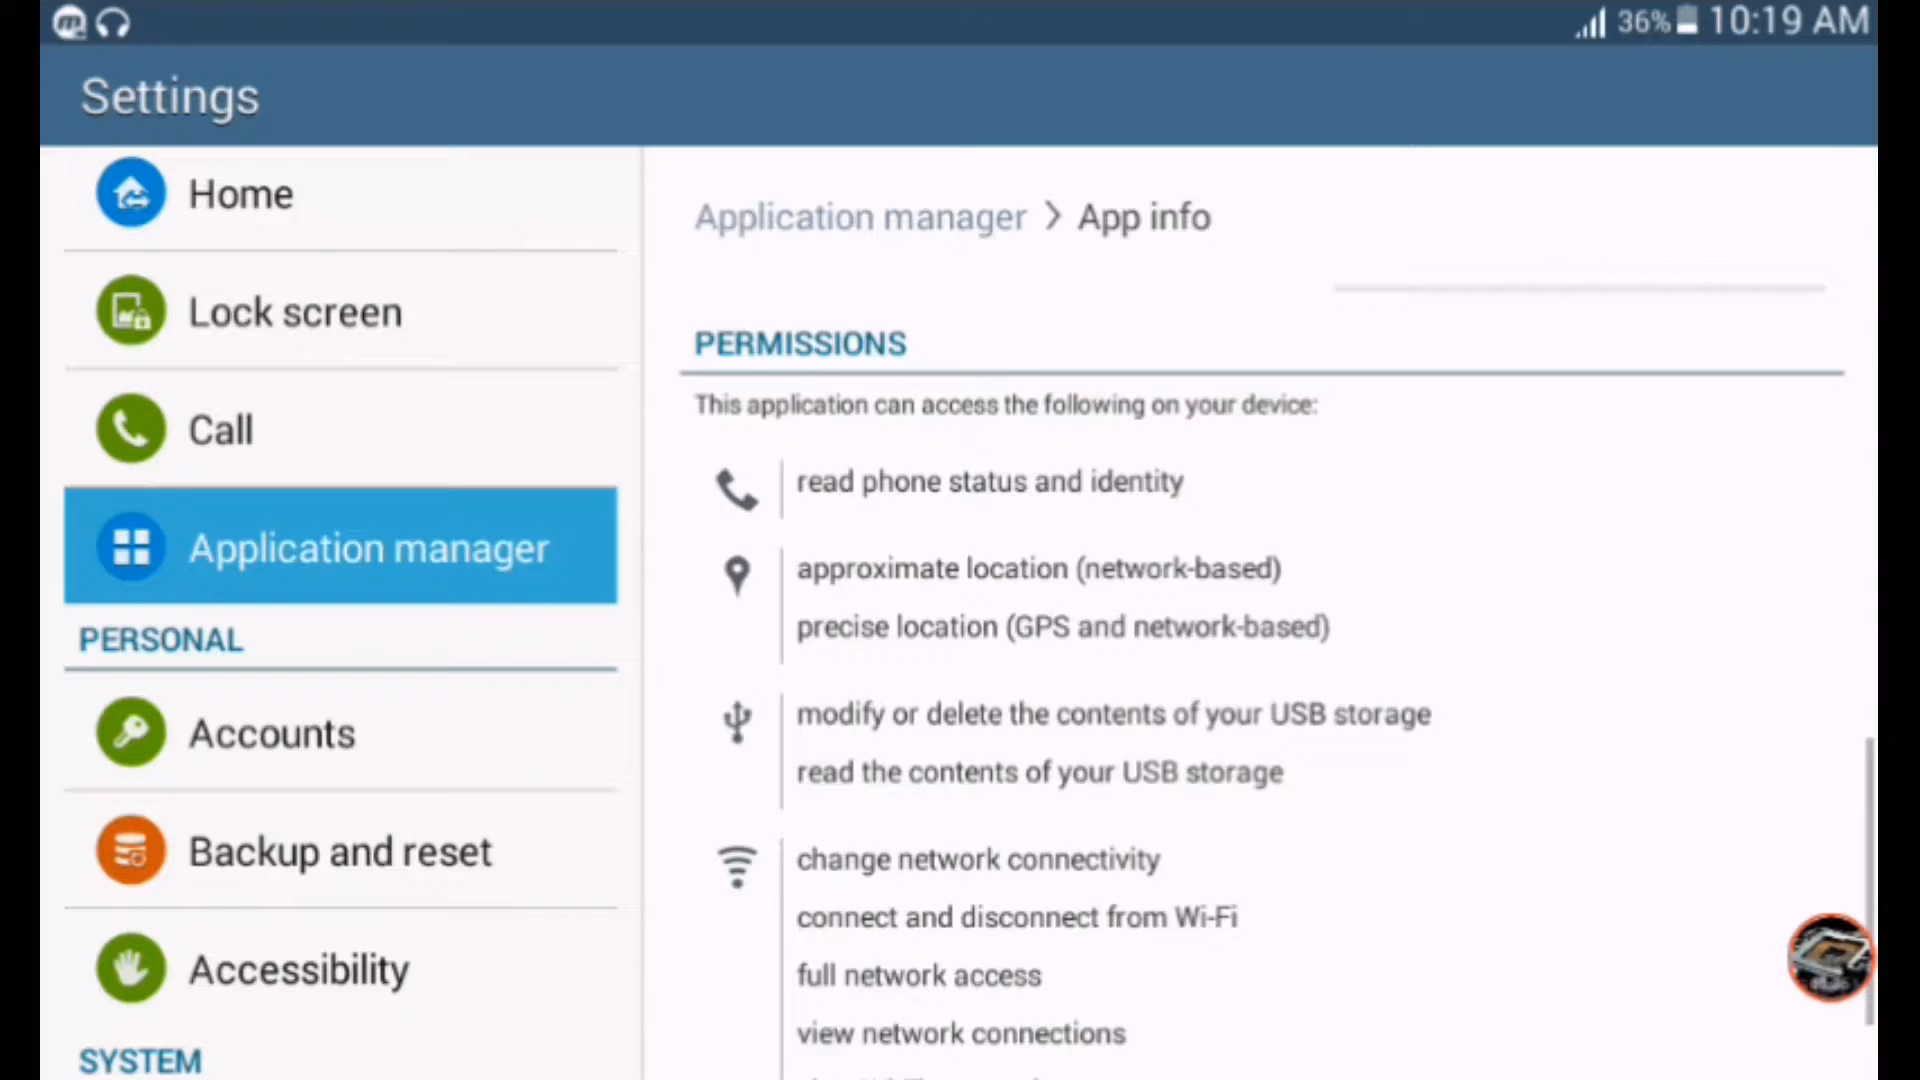 36% 10:19 AM
Settings
Home
Lock screen
Call
Application manager
PERSONAL
Accounts
Backup and reset
Accessibility
SYSTEM
Application manager > App info
PERMISSIONS
This application can access the following on your device:
read phone status and identity
approximate location (network-based)
precise location (GPS and network-based)
modify or delete the contents of your USB storage
read the contents of your USB storage
change network connectivity
connect and disconnect from Wi-Fi
full network access
view network connections